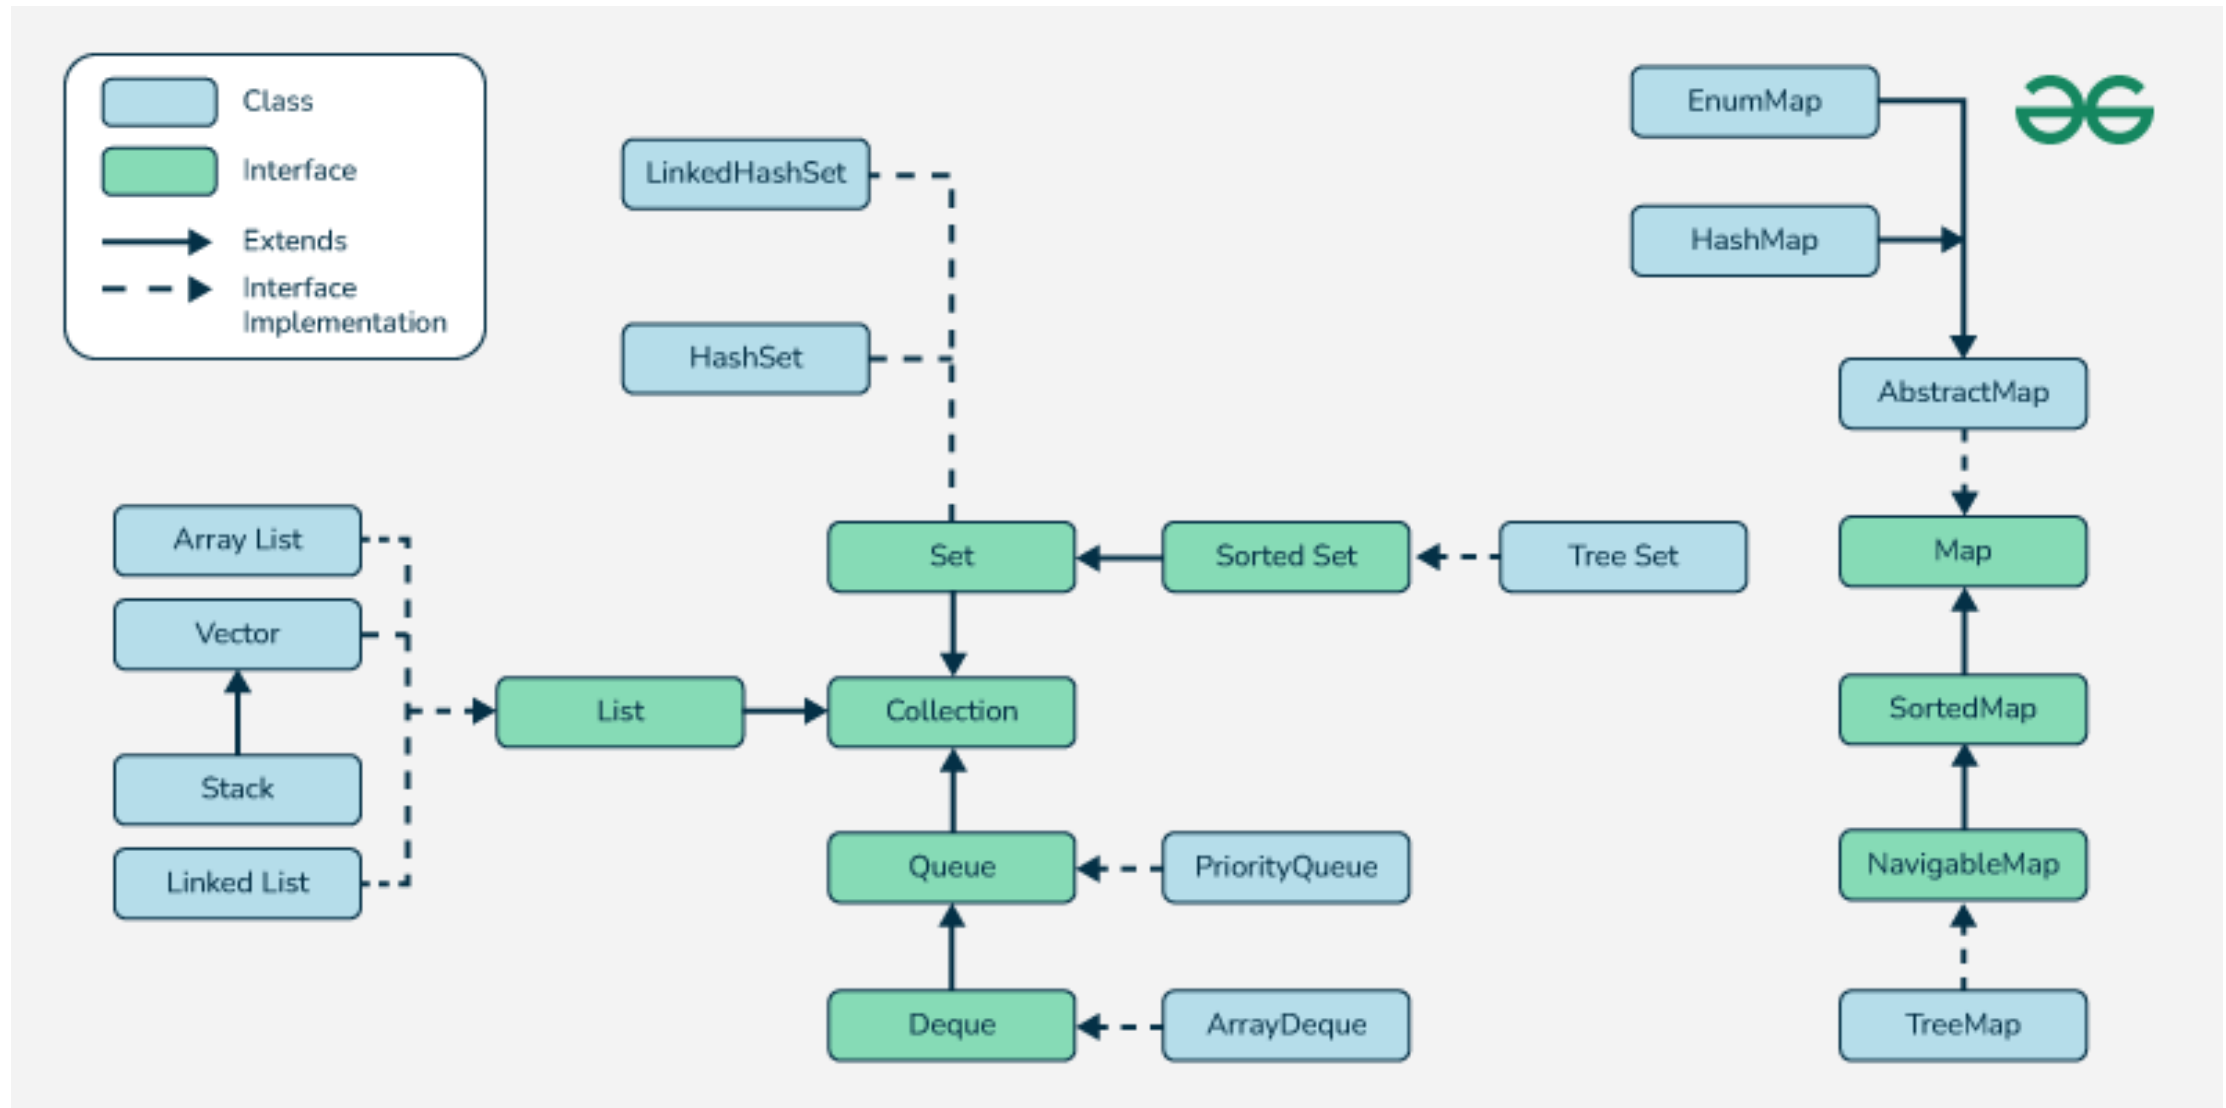 Class
Interface
Extends
Interface
Implementation
EnumMap
LinkedHashSet
HashMap
HashSet
AbstractMap
Array List
Set
Sorted Set
Tree Set
Map
Vector
List
Collection
SortedMap
Stack
Queue
PriorityQueue
NavigableMap
Linked List
Deque
ArrayDeque
TreeMap